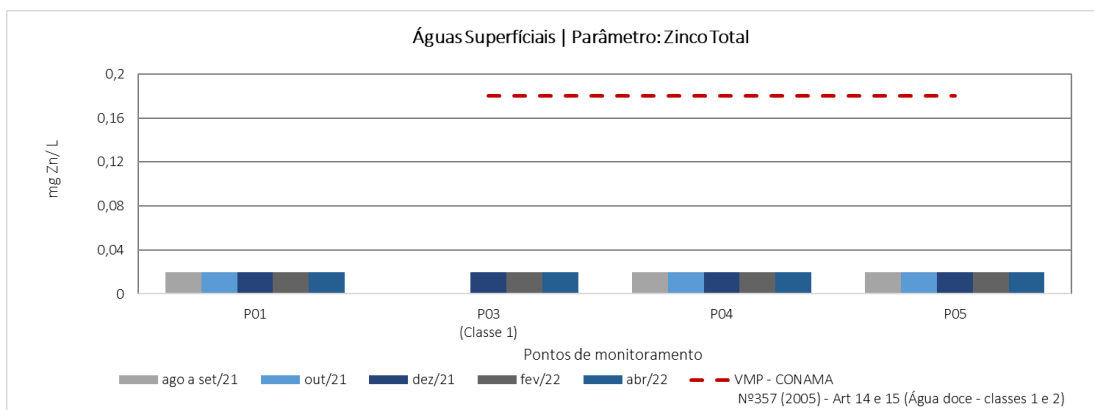 Águas Superfíciais | Parâmetro: Zinco Total
mg Zn/ L
0,2
0,16
0,12
0,08
0,04
0
P01
P03
(Classe 1)
P04
P05
Pontos de monitoramento
ago a set/21
out/21
dez/21
fev/22
abr/22
VMP - CONAMA
Nº357 (2005) - Art 14 e 15 (Água doce - classes 1 e 2)